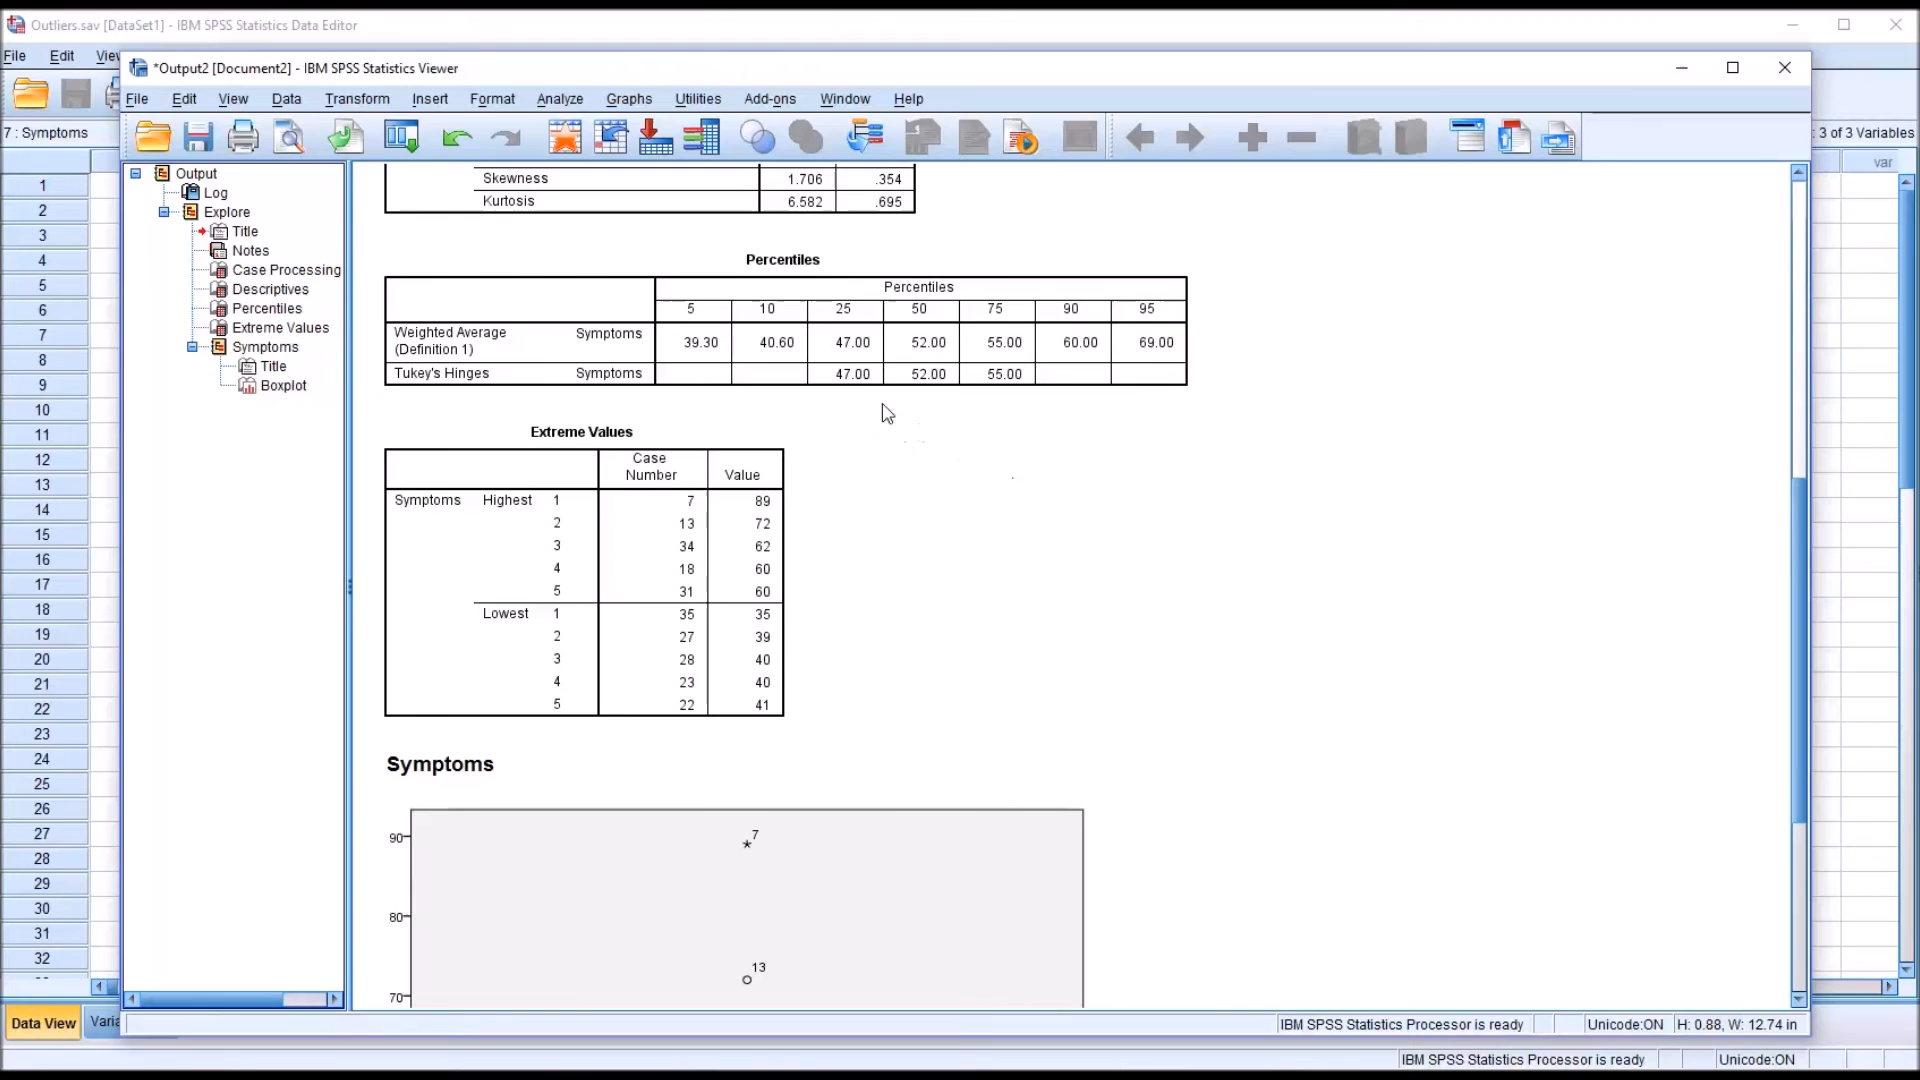 Outliers.sav [DataSet1] - IBM SPSS Statistics Data Editor
File Edit View
*Output2 [Document2] - IBM SPSS Statistics Viewer
File Edit View Data Transform Insert Format Analyze Graphs Utilities Add-ons Window Help
7 : Symptoms
: 3 of 3 Variables
var
1
2
3
4
5
6
7
8
9
10
11
12
13
14
15
16
17
18
19
20
21
22
23
24
25
26
27
28
29
30
31
32
Output
Log
Explore
Title
Notes
Case Processing
Descriptives
Percentiles
Extreme Values
Symptoms
Title
Boxplot
Skewness 1.706 .354
Kurtosis 6.582 .695
Percentiles
Percentiles
5 10 25 50 75 90 95
Weighted Average
(Definition 1) Symptoms 39.30 40.60 47.00 52.00 55.00 60.00 69.00
Tukey's Hinges Symptoms 47.00 52.00 55.00
Extreme Values
Case
Number Value
Symptoms Highest 1 7 89
2 13 72
3 34 62
4 18 60
5 31 60
Lowest 1 35 35
2 27 39
3 28 40
4 23 40
5 22 41
Symptoms
90
7
80
13
70
Data View Varia
IBM SPSS Statistics Processor is ready Unicode:ON H: 0.88, W: 12.74 in
IBM SPSS Statistics Processor is ready Unicode:ON